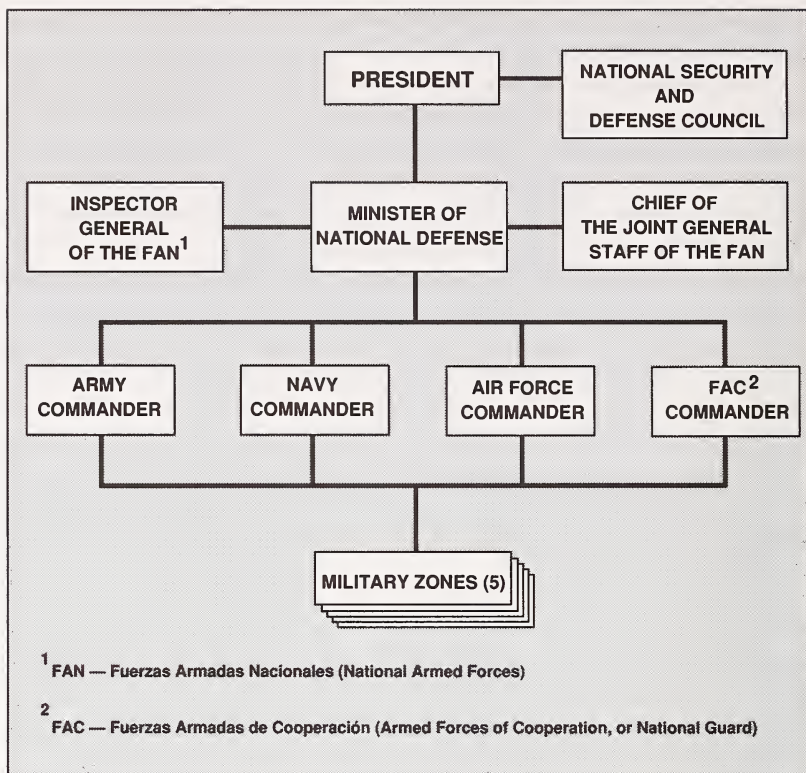 PRESIDENT
NATIONAL SECURITY
AND
DEFENSE COUNCIL
INSPECTOR
GENERAL
OF THE FAN1
MINISTER OF
NATIONAL DEFENSE
CHIEF OF
THE JOINT GENERAL
STAFF OF THE FAN
ARMY
COMMANDER
NAVY
COMMANDER
AIR FORCE
COMMANDER
FAC2
COMMANDER
MILITARY ZONES (5)
1 FAN — Fuerzas Armadas Nacionales (National Armed Forces)
2 FAC — Fuerzas Armadas de Cooperación (Armed Forces of Cooperation, or National Guard)